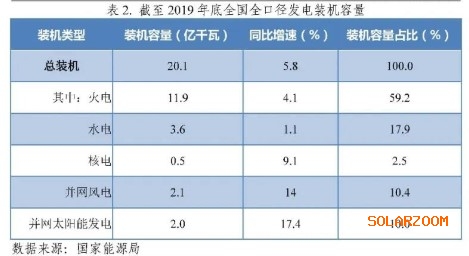 表 2. 截至 2019 年底全国全口径发电装机容量
装机类型 装机容量（亿千瓦） 同比增速（%） 装机容量占比（%）
总装机 20.1 5.8 100.0
其中：火电 11.9 4.1 59.2
水电 3.6 1.1 17.9
核电 0.5 9.1 2.5
并网风电 2.1 14 10.4
并网太阳能发电 2.0 17.4 10.0
SOLARZOOM
数据来源：国家能源局